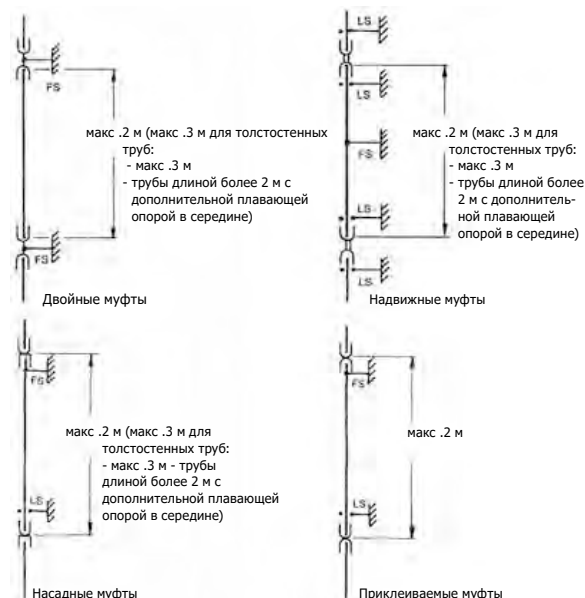 FS
макс .2 м (макс .3 м для толстостенных
труб:
- макс .3 м
- трубы длиной более 2 м с
дополнительной плавающей
опорой в середине)
FS
Двойные муфты
LS
LS
FS
макс .2 м (макс .3 м для
толстостенных труб:
- макс .3 м
- трубы длиной более
2 м с дополнитель-
ной плавающей
опорой в середине)
LS
LS
Надвижные муфты
FS
макс .2 м (макс .3 м для
толстостенных труб:
- макс .3 м - трубы
длиной более 2 м с
дополнительной плавающей
опорой в середине)
LS
Насадные муфты
FS
макс .2 м
LS
Приклеиваемые муфты